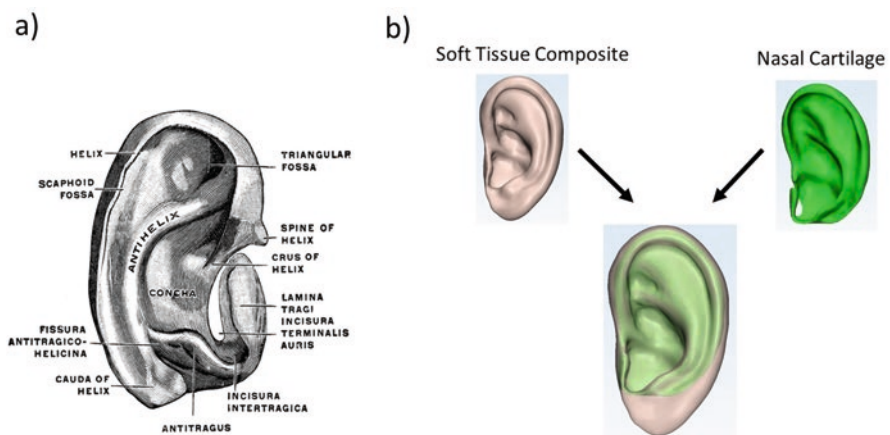 a)
HELIX
SCAPHOID
FOSSA
ANTIHELIX
CONCHA
FISSURA
ANTITRAGICO-
HELICINA
CAUDA OF
HELIX
ANTITRAGUS
TRIANGULAR
FOSSA
SPINE OF
HELIX
CRUS OF
HELIX
LAMINA
TRAGI
INCISURA
TERMINALIS
AURIS
INCISURA
INTERTRAGICA
b)
Soft Tissue Composite
Nasal Cartilage